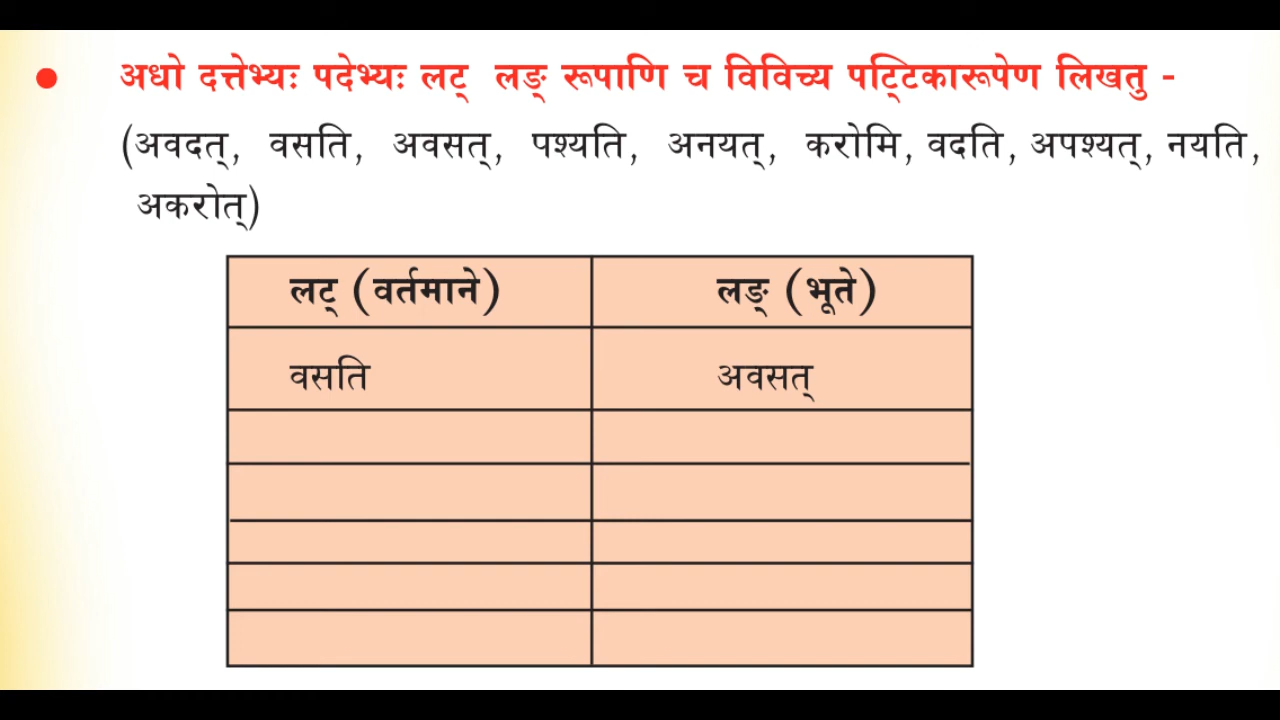 ● अधो दत्तेभ्यः पदेभ्यः लट् लङ् रूपाणि च विविच्य पट्टिकारूपेण लिखतु -
(अवदत्, वसति, अवसत्, पश्यति, अनयत्, करोमि, वदति, अपश्यत्, नयति,
अकरोत्)
लट् (वर्तमाने) लङ् (भूते)
वसति अवसत्